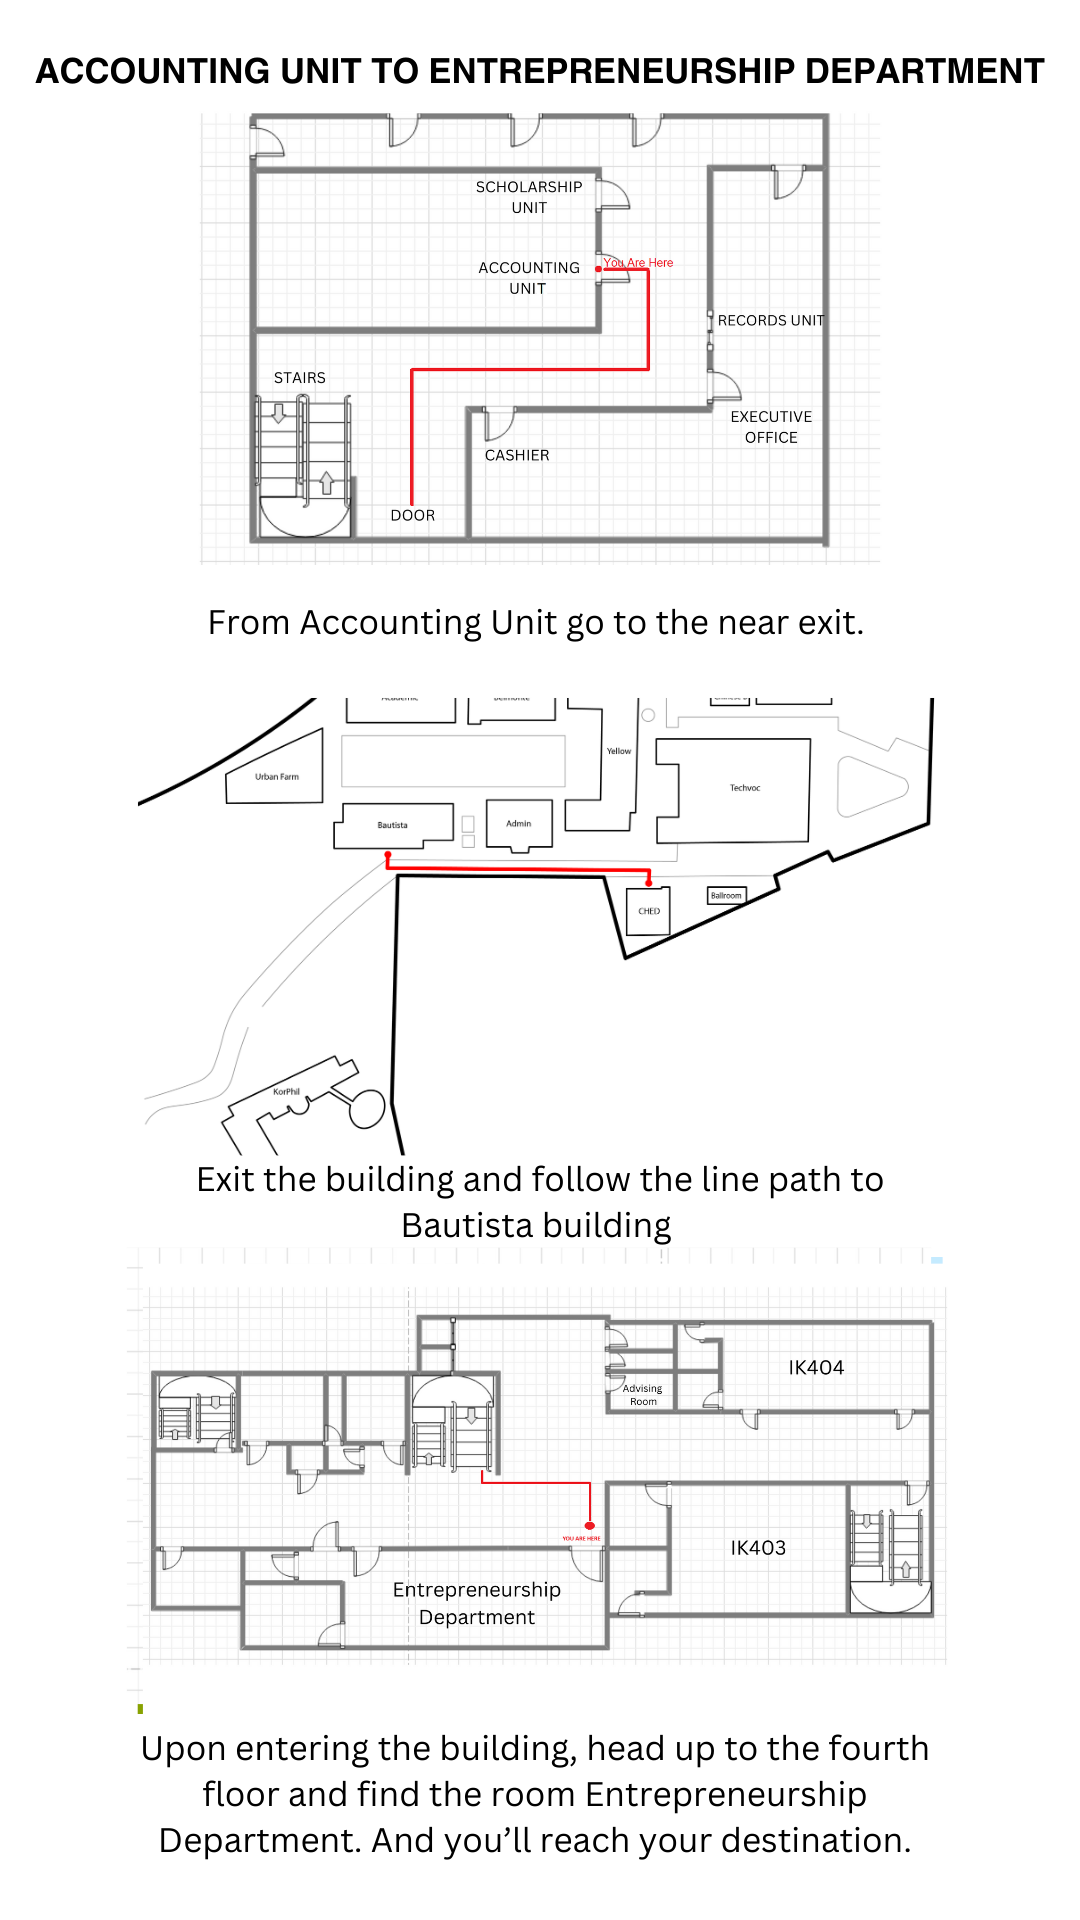 ACCOUNTING UNIT TO ENTREPRENEURSHIP DEPARTMENT
SCHOLARSHIP
UNIT
ACCOUNTING
UNIT
You Are Here
RECORDS UNIT
STAIRS
EXECUTIVE
OFFICE
CASHIER
DOOR
From Accounting Unit go to the near exit.
Academic
Belmonte
Yellow
Urban Farm
Techvoc
Bautista
Admin
Ballroom
CHED
KorPhil
Exit the building and follow the line path to
Bautista building
IK404
Advising
Room
YOU ARE HERE
IK403
Entrepreneurship
Department
Upon entering the building, head up to the fourth
floor and find the room Entrepreneurship
Department. And you’ll reach your destination.